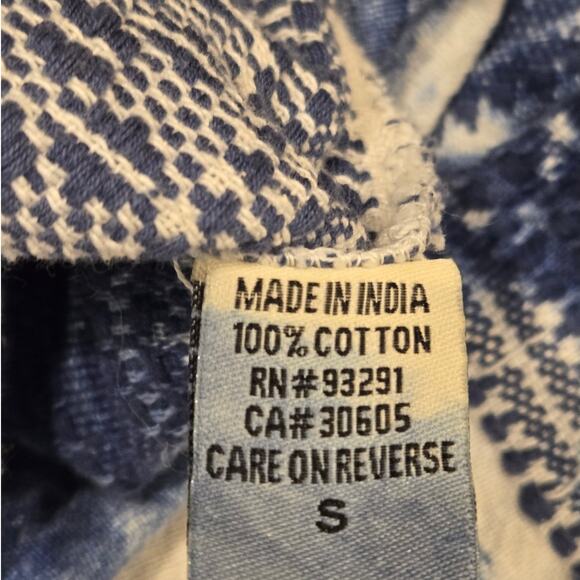 MADE IN INDIA
100% COTTON
RN#93291
CA#30605
CARE ON REVERSE
S